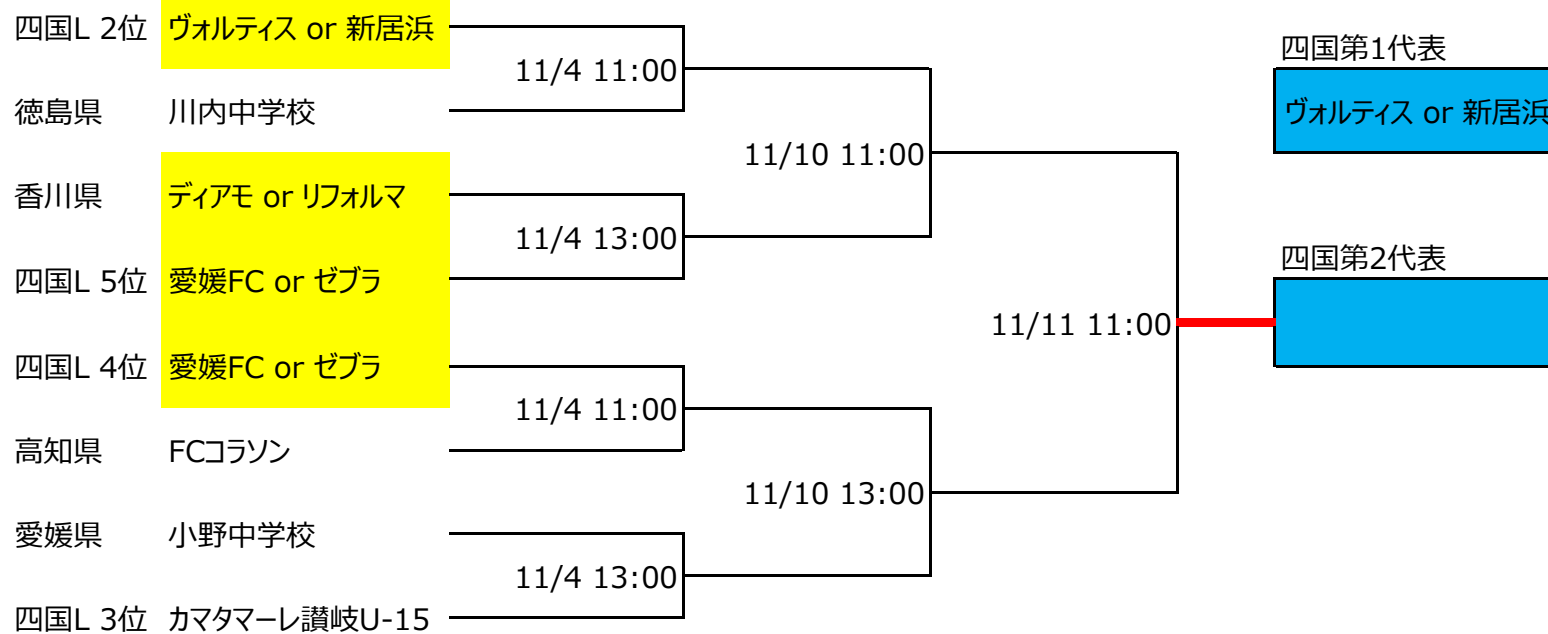 四国L 2位 ヴォルティス or 新居浜
11/4 11:00
四国第1代表
徳島県 川内中学校
ヴォルティス or 新居浜
11/10 11:00
香川県 ディアモ or リフォルマ
11/4 13:00
四国第2代表
四国L 5位 愛媛FC or ゼブラ
11/11 11:00
四国L 4位 愛媛FC or ゼブラ
11/4 11:00
高知県 FCコラソン
11/10 13:00
愛媛県 小野中学校
11/4 13:00
四国L 3位 カマタマーレ讃岐U-15